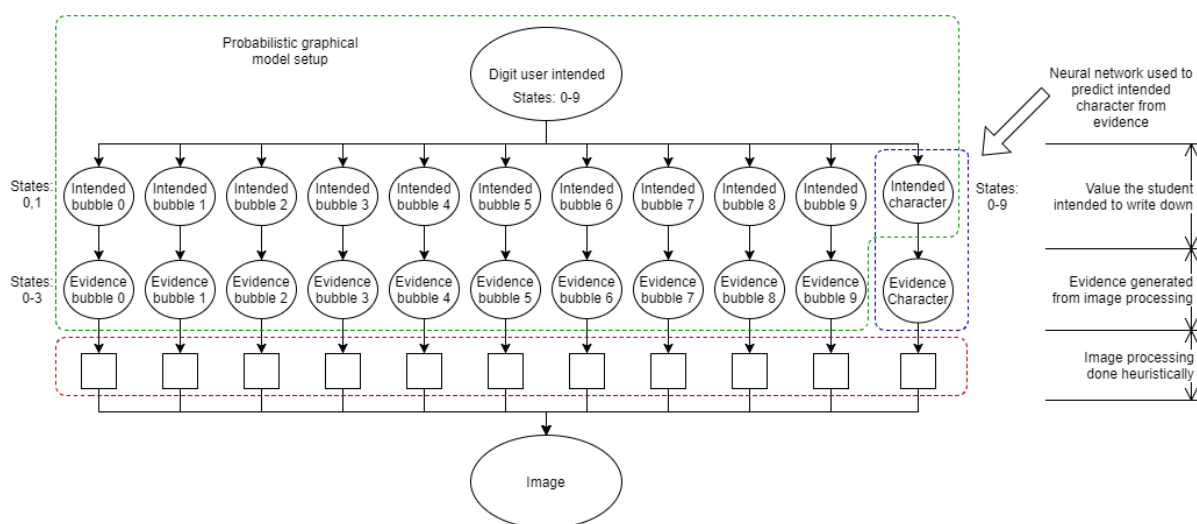 Probabilistic graphical
model setup
Digit user intended
States: 0-9
Neural network used to
predict intended
character from
evidence
States:
0,1
Intended
bubble 0
Intended
bubble 1
Intended
bubble 2
Intended
bubble 3
Intended
bubble 4
Intended
bubble 5
Intended
bubble 6
Intended
bubble 7
Intended
bubble 8
Intended
bubble 9
Intended
character
States:
0-9
Value the student
intended to write down
States:
0-3
Evidence
bubble 0
Evidence
bubble 1
Evidence
bubble 2
Evidence
bubble 3
Evidence
bubble 4
Evidence
bubble 5
Evidence
bubble 6
Evidence
bubble 7
Evidence
bubble 8
Evidence
bubble 9
Evidence
Character
Evidence generated
from image processing
Image processing
done heuristically
Image